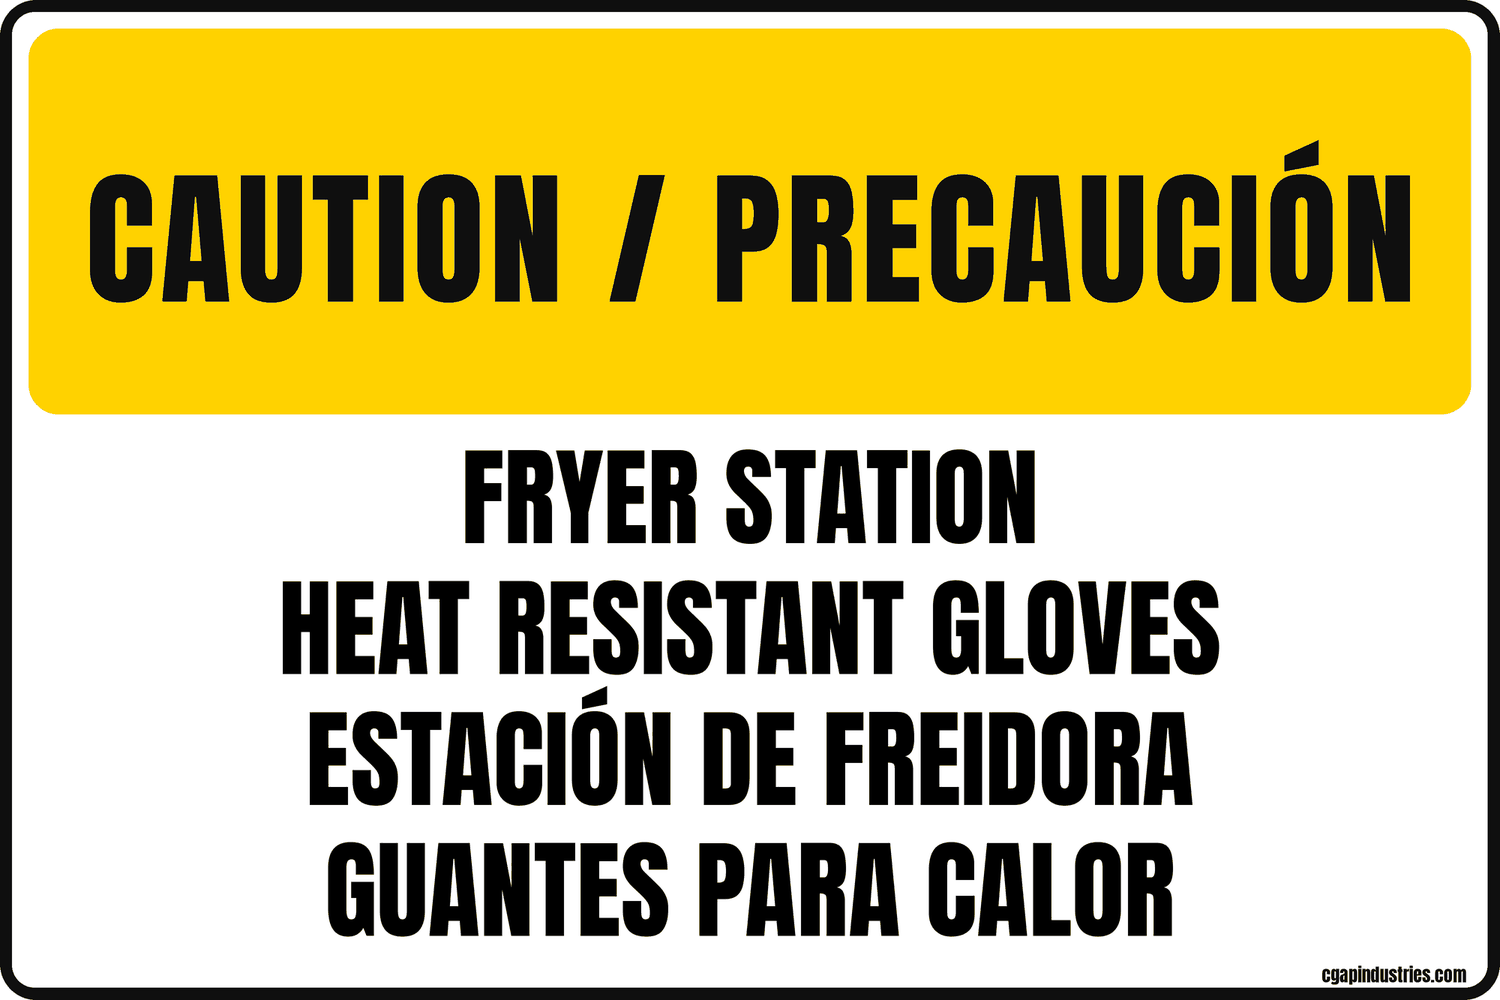 CAUTION / PRECAUCIÓN
FRYER STATION
HEAT RESISTANT GLOVES
ESTACIÓN DE FREIDORA
GUANTES PARA CALOR
cgapindustries.com